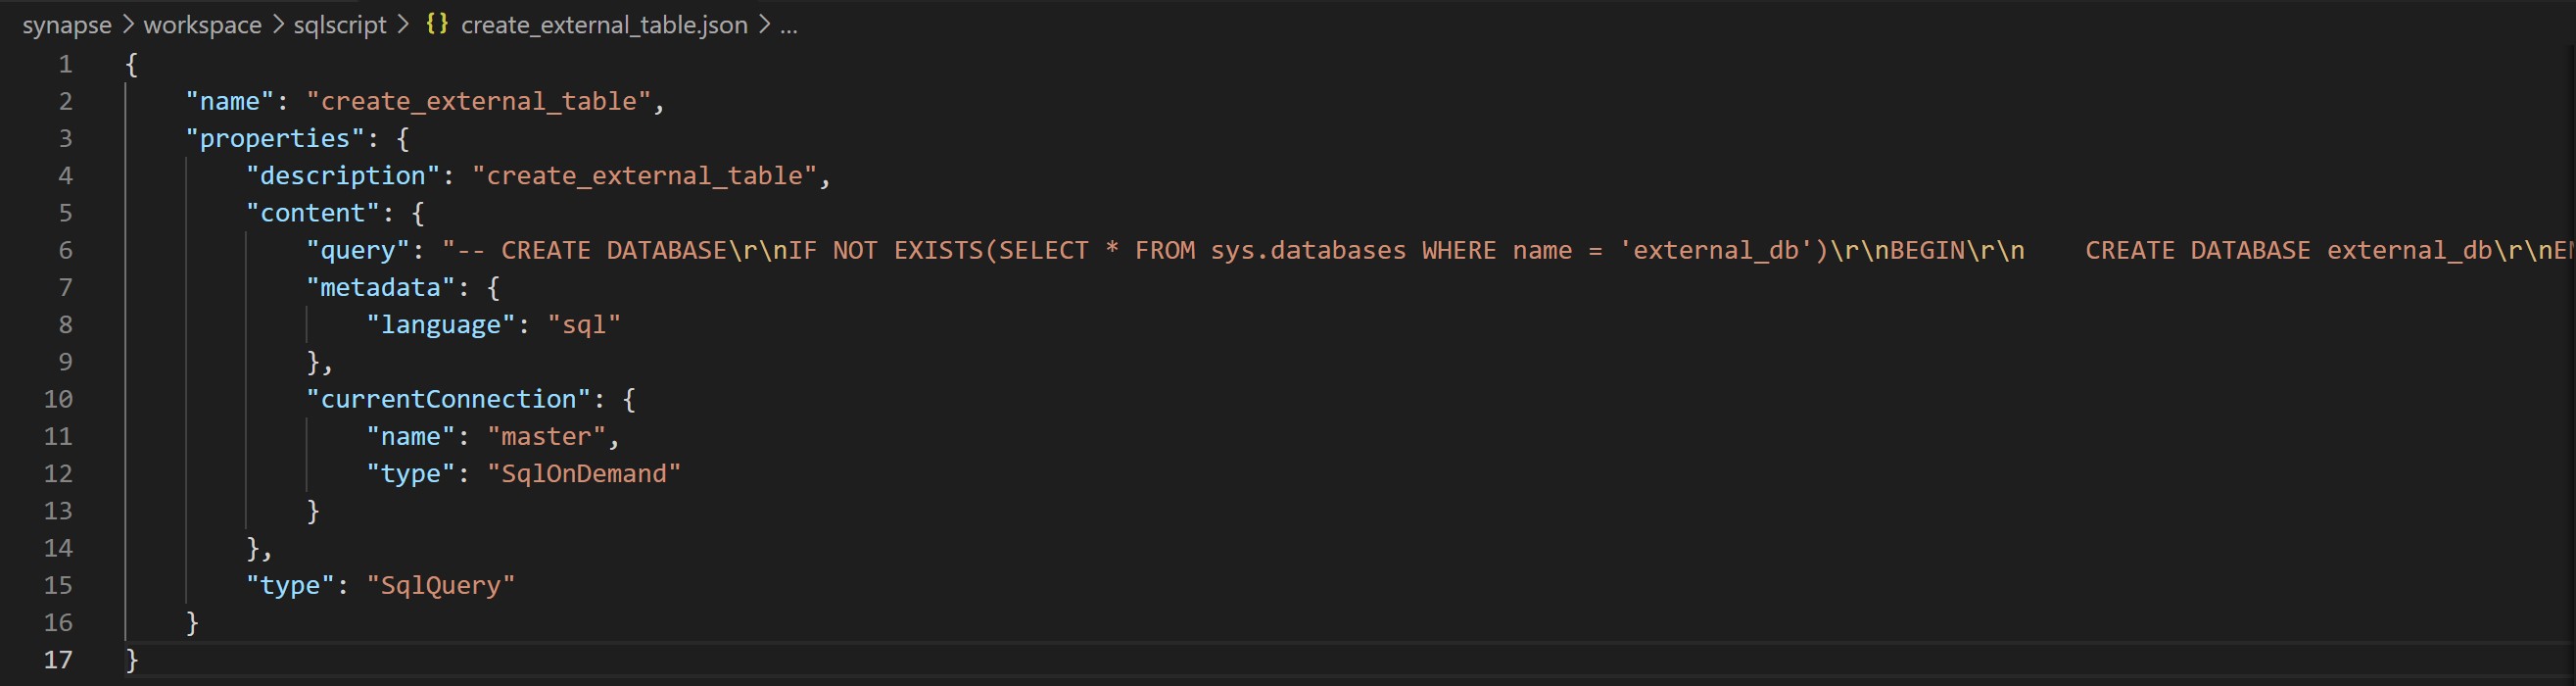 synapse > workspace > sqlscript > {} create_external_table.json > ...
1 {
2     "name": "create_external_table",
3     "properties": {
4         "description": "create_external_table",
5         "content": {
6             "query": "-- CREATE DATABASE\r\nIF NOT EXISTS(SELECT * FROM sys.databases WHERE name = 'external_db')\r\nBEGIN\r\n    CREATE DATABASE external_db\r\nEN
7             "metadata": {
8                 "language": "sql"
9             },
10             "currentConnection": {
11                 "name": "master",
12                 "type": "SqlOnDemand"
13             }
14         },
15         "type": "SqlQuery"
16     }
17 }